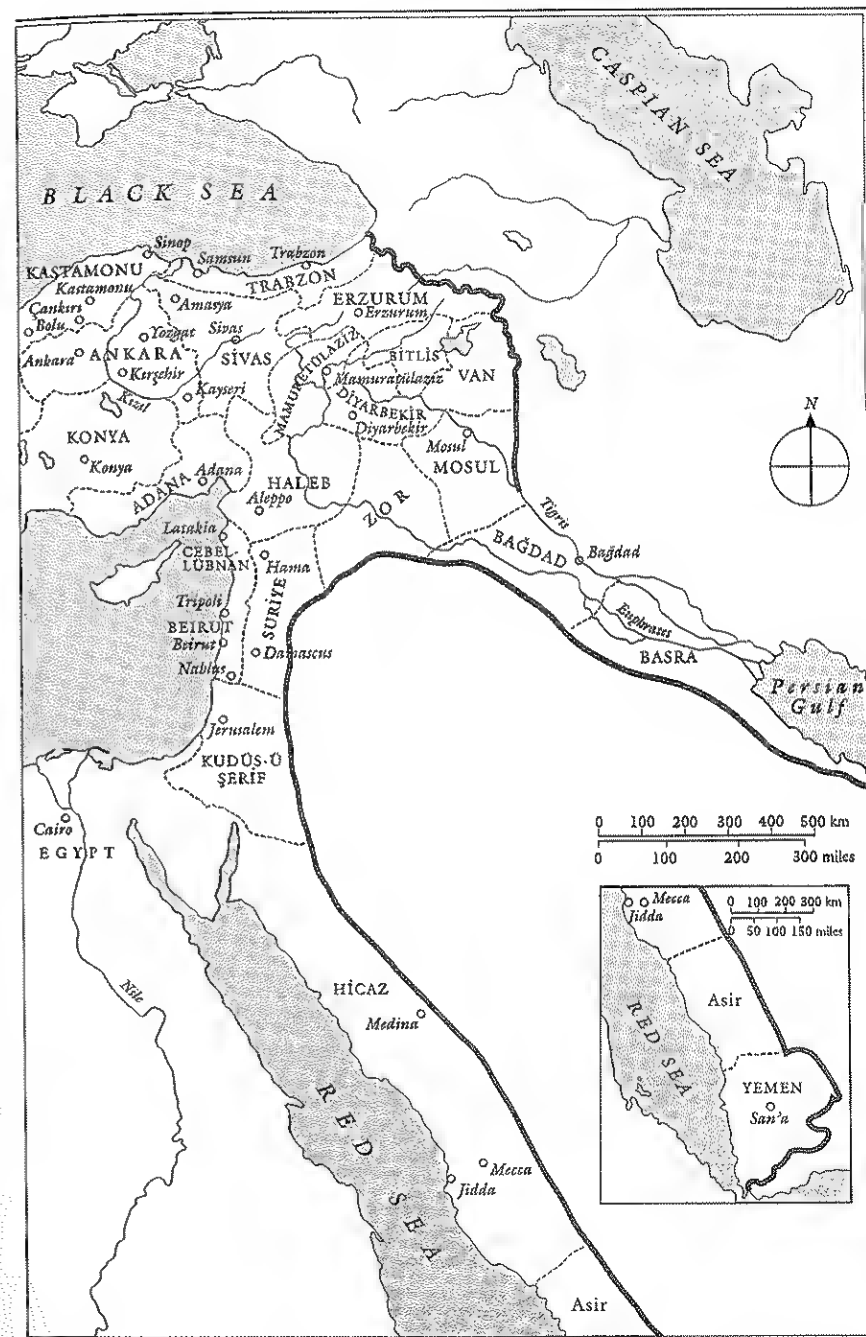 CASPIAN SEA
BLACK SEA
Sinop
Samsun
Trabzon
KASTAMONU
Kastamonu
TRABZON
Çankırı
Amasya
ERZURUM
Erzurum
Bolu
Yozgat
Sivas
Ankara
ANKARA
SİVAS
MAMURETÜLAZIZ
BİTLİS
VAN
Kırşehir
Mamuratülaziz
Kızıl
Kayseri
DİYARBEKİR
Diyarbekir
N
KONYA
Konya
Mosul
MOSUL
ADANA
Adana
HALEB
Aleppo
ZOR
Tigris
Latakia
CEBEL-
LÜBNAN
Hama
BAĞDAD
Bağdad
SURİYE
Tripoli
BEIRUT
Beirut
Euphrates
BASRA
Damascus
Nablus
Persian
Gulf
Jerusalem
KUDÜS-Ü
ŞERİF
Cairo
EGYPT
0 100 200 300 400 500 km
0 100 200 300 miles
Nile
HİCAZ
Medina
RED SEA
Mecca
Jidda
Asir
Mecca
Jidda
0 100 200 300 km
0 50 100 150 miles
Asir
RED SEA
YEMEN
San'a